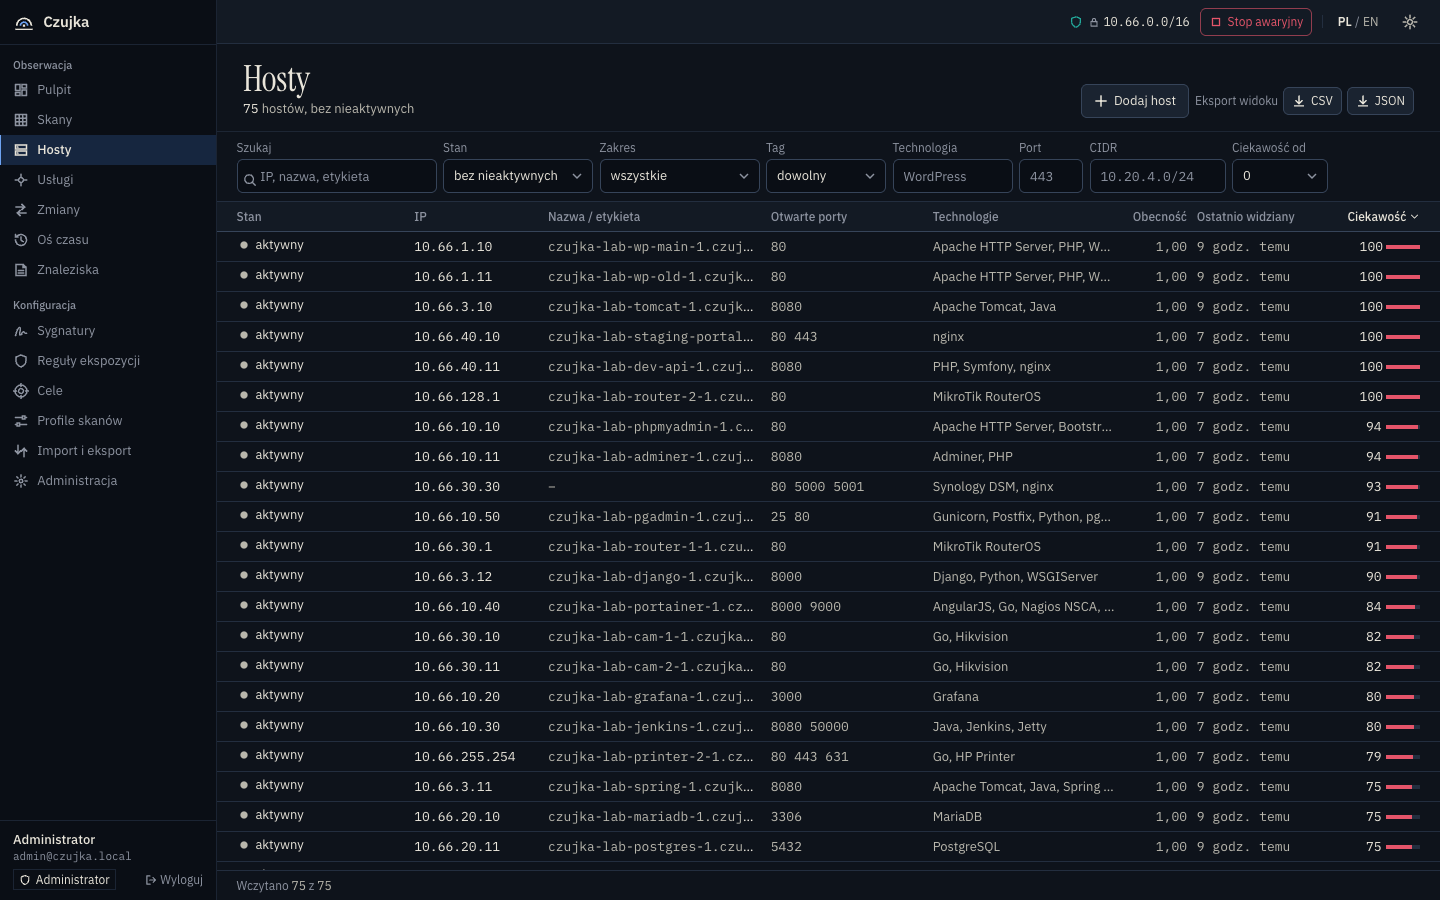 Czujka
10.66.0.0/16
Stop awaryjny
PL / EN
Obserwacja
Pulpit
Skany
Hosty
Usługi
Zmiany
Oś czasu
Znaleziska
Konfiguracja
Sygnatury
Reguły ekspozycji
Cele
Profile skanów
Import i eksport
Administracja
Administrator
admin@czujka.local
Administrator
Wyloguj
Hosty
75 hostów, bez nieaktywnych
Dodaj host
Eksport widoku
CSV
JSON
Szukaj Stan Zakres Tag Technologia Port CIDR Ciekawość od
IP, nazwa, etykieta bez nieaktywnych wszystkie dowolny WordPress 443 10.20.4.0/24 0
Stan IP Nazwa / etykieta Otwarte porty Technologie Obecność Ostatnio widziany Ciekawość
aktywny 10.66.1.10 czujka-lab-wp-main-1.czuj… 80 Apache HTTP Server, PHP, W… 1,00 9 godz. temu 100
aktywny 10.66.1.11 czujka-lab-wp-old-1.czujk… 80 Apache HTTP Server, PHP, W… 1,00 9 godz. temu 100
aktywny 10.66.3.10 czujka-lab-tomcat-1.czujk… 8080 Apache Tomcat, Java 1,00 9 godz. temu 100
aktywny 10.66.40.10 czujka-lab-staging-portal… 80 443 nginx 1,00 7 godz. temu 100
aktywny 10.66.40.11 czujka-lab-dev-api-1.czuj… 8080 PHP, Symfony, nginx 1,00 7 godz. temu 100
aktywny 10.66.128.1 czujka-lab-router-2-1.czu… 80 MikroTik RouterOS 1,00 7 godz. temu 100
aktywny 10.66.10.10 czujka-lab-phpmyadmin-1.c… 80 Apache HTTP Server, Bootstr… 1,00 7 godz. temu 94
aktywny 10.66.10.11 czujka-lab-adminer-1.czuj… 8080 Adminer, PHP 1,00 7 godz. temu 94
aktywny 10.66.30.30 – 80 5000 5001 Synology DSM, nginx 1,00 7 godz. temu 93
aktywny 10.66.10.50 czujka-lab-pgadmin-1.czuj… 25 80 Gunicorn, Postfix, Python, pg… 1,00 7 godz. temu 91
aktywny 10.66.30.1 czujka-lab-router-1-1.czu… 80 MikroTik RouterOS 1,00 7 godz. temu 91
aktywny 10.66.3.12 czujka-lab-django-1.czujk… 8000 Django, Python, WSGIServer 1,00 9 godz. temu 90
aktywny 10.66.10.40 czujka-lab-portainer-1.cz… 8000 9000 AngularJS, Go, Nagios NSCA, … 1,00 7 godz. temu 84
aktywny 10.66.30.10 czujka-lab-cam-1-1.czujka… 80 Go, Hikvision 1,00 7 godz. temu 82
aktywny 10.66.30.11 czujka-lab-cam-2-1.czujka… 80 Go, Hikvision 1,00 7 godz. temu 82
aktywny 10.66.10.20 czujka-lab-grafana-1.czuj… 3000 Grafana 1,00 7 godz. temu 80
aktywny 10.66.10.30 czujka-lab-jenkins-1.czuj… 8080 50000 Java, Jenkins, Jetty 1,00 7 godz. temu 80
aktywny 10.66.255.254 czujka-lab-printer-2-1.cz… 80 443 631 Go, HP Printer 1,00 7 godz. temu 79
aktywny 10.66.3.11 czujka-lab-spring-1.czujk… 8080 Apache Tomcat, Java, Spring … 1,00 9 godz. temu 75
aktywny 10.66.20.10 czujka-lab-mariadb-1.czuj… 3306 MariaDB 1,00 9 godz. temu 75
aktywny 10.66.20.11 czujka-lab-postgres-1.czu… 5432 PostgreSQL 1,00 9 godz. temu 75
Wczytano 75 z 75